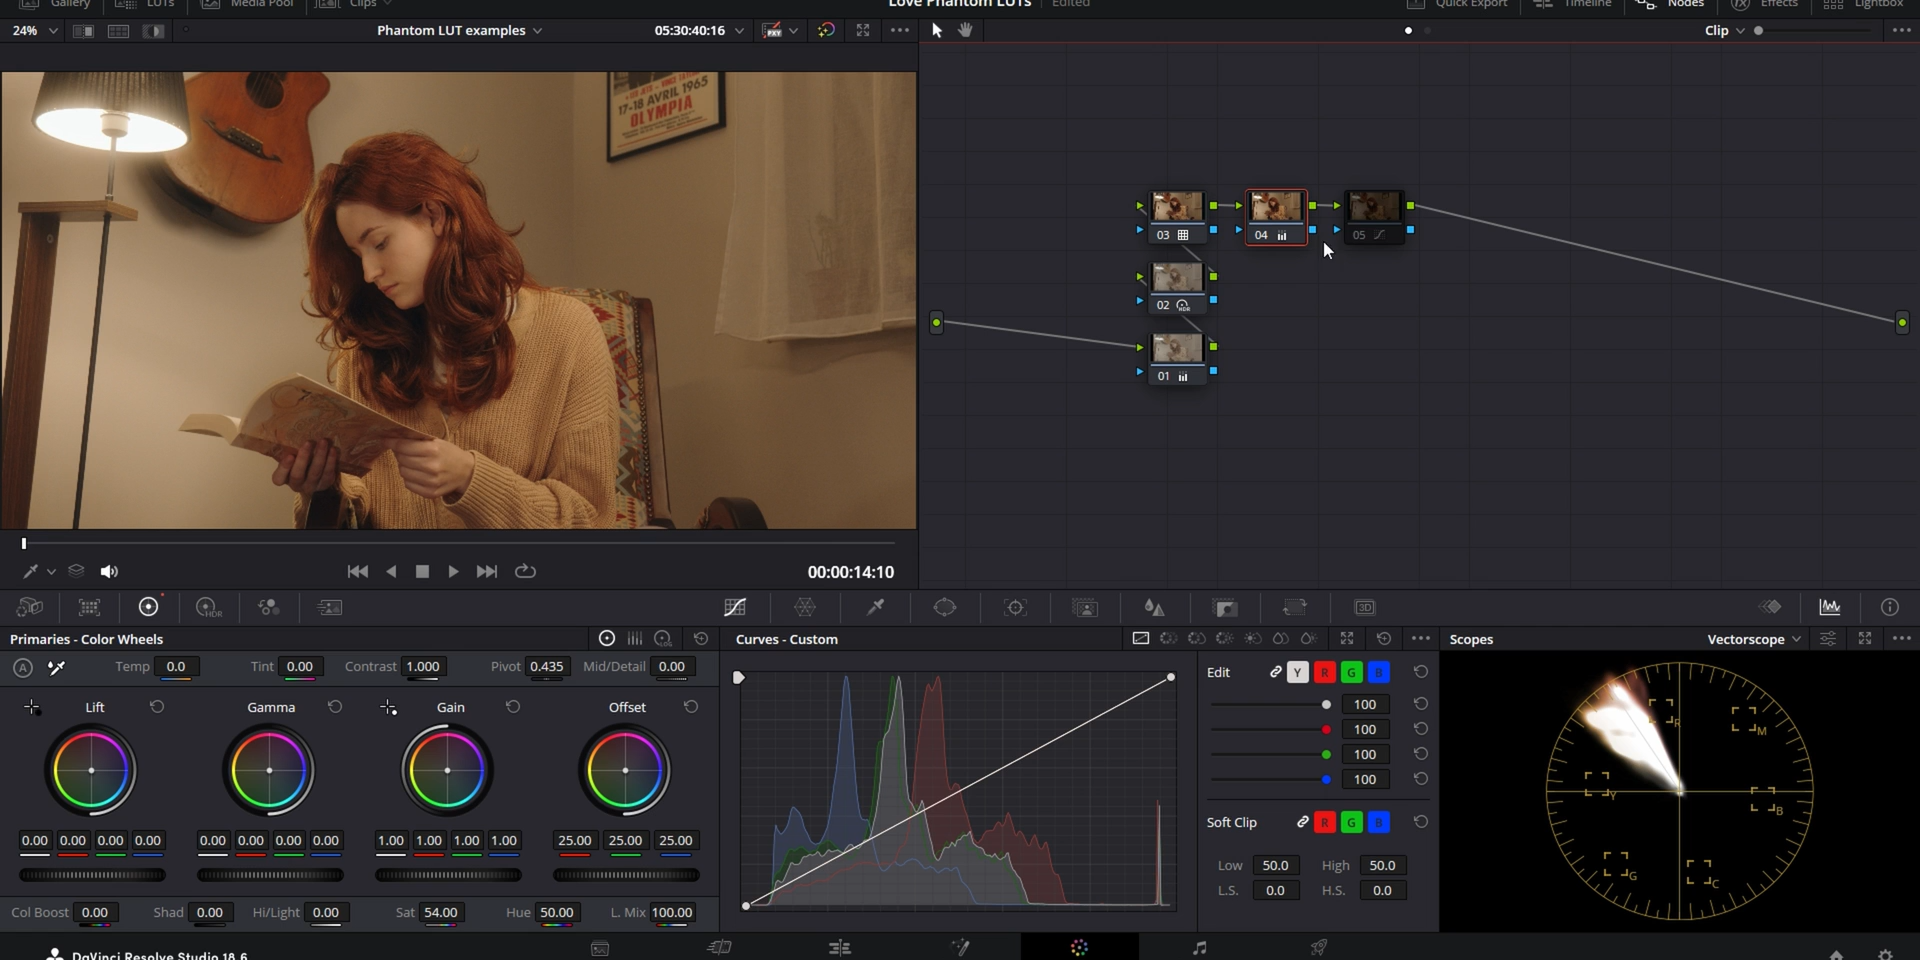 Gallery LUTs Media Pool Clips Love Phantom LUTs Edited Quick Export Timeline Nodes Effects Lightbox
24% Phantom LUT examples 05:30:40:16 Clip
17-18 AVRIL 1965
OLYMPIA
03 04 05
02
01
00:00:14:10
Primaries - Color Wheels
Curves - Custom
Scopes
Vectorscope
Temp 0.0 Tint 0.00 Contrast 1.000 Pivot 0.435 Mid/Detail 0.00
Lift Gamma Gain Offset
0.00 0.00 0.00 0.00 0.00 0.00 0.00 0.00 1.00 1.00 1.00 1.00 25.00 25.00 25.00
Col Boost 0.00 Shad 0.00 Hi/Light 0.00 Sat 54.00 Hue 50.00 L. Mix 100.00
Edit Y R G B
100
100
100
100
Soft Clip R G B
Low 50.0 High 50.0
L.S. 0.0 H.S. 0.0
R M
Y B
G C
DaVinci Resolve Studio 18.6